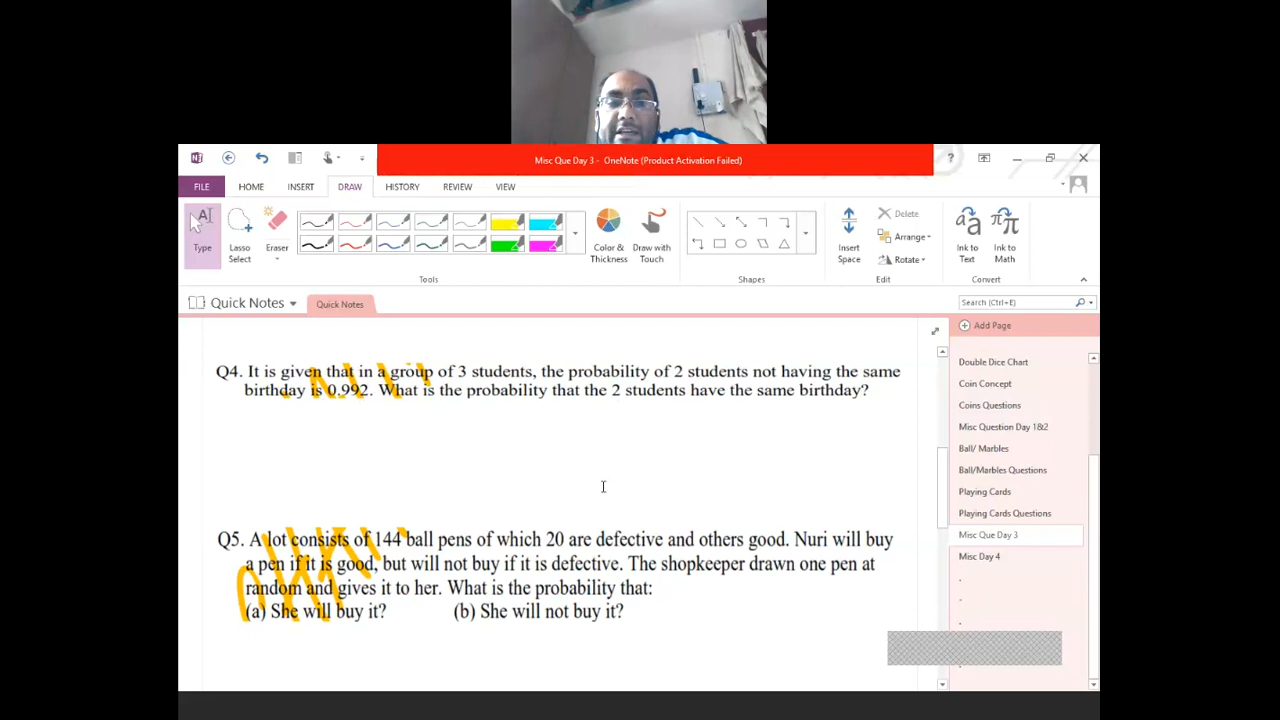 Misc Que Day 3 - OneNote (Product Activation Failed)
?
FILE HOME INSERT DRAW HISTORY REVIEW VIEW
Type
Lasso Select
Eraser
Color & Thickness
Draw with Touch
Insert Space
Delete
Arrange
Rotate
Ink to Text
Ink to Math
Tools Shapes Edit Convert
Quick Notes Quick Notes
Search (Ctrl+E)
Add Page
Q4. It is given that in a group of 3 students, the probability of 2 students not having the same
birthday is 0.992. What is the probability that the 2 students have the same birthday?
Q5. A lot consists of 144 ball pens of which 20 are defective and others good. Nuri will buy
a pen if it is good, but will not buy if it is defective. The shopkeeper drawn one pen at
random and gives it to her. What is the probability that:
(a) She will buy it? (b) She will not buy it?
Double Dice Chart
Coin Concept
Coins Questions
Misc Question Day 1&2
Ball/ Marbles
Ball/Marbles Questions
Playing Cards
Playing Cards Questions
Misc Que Day 3
Misc Day 4